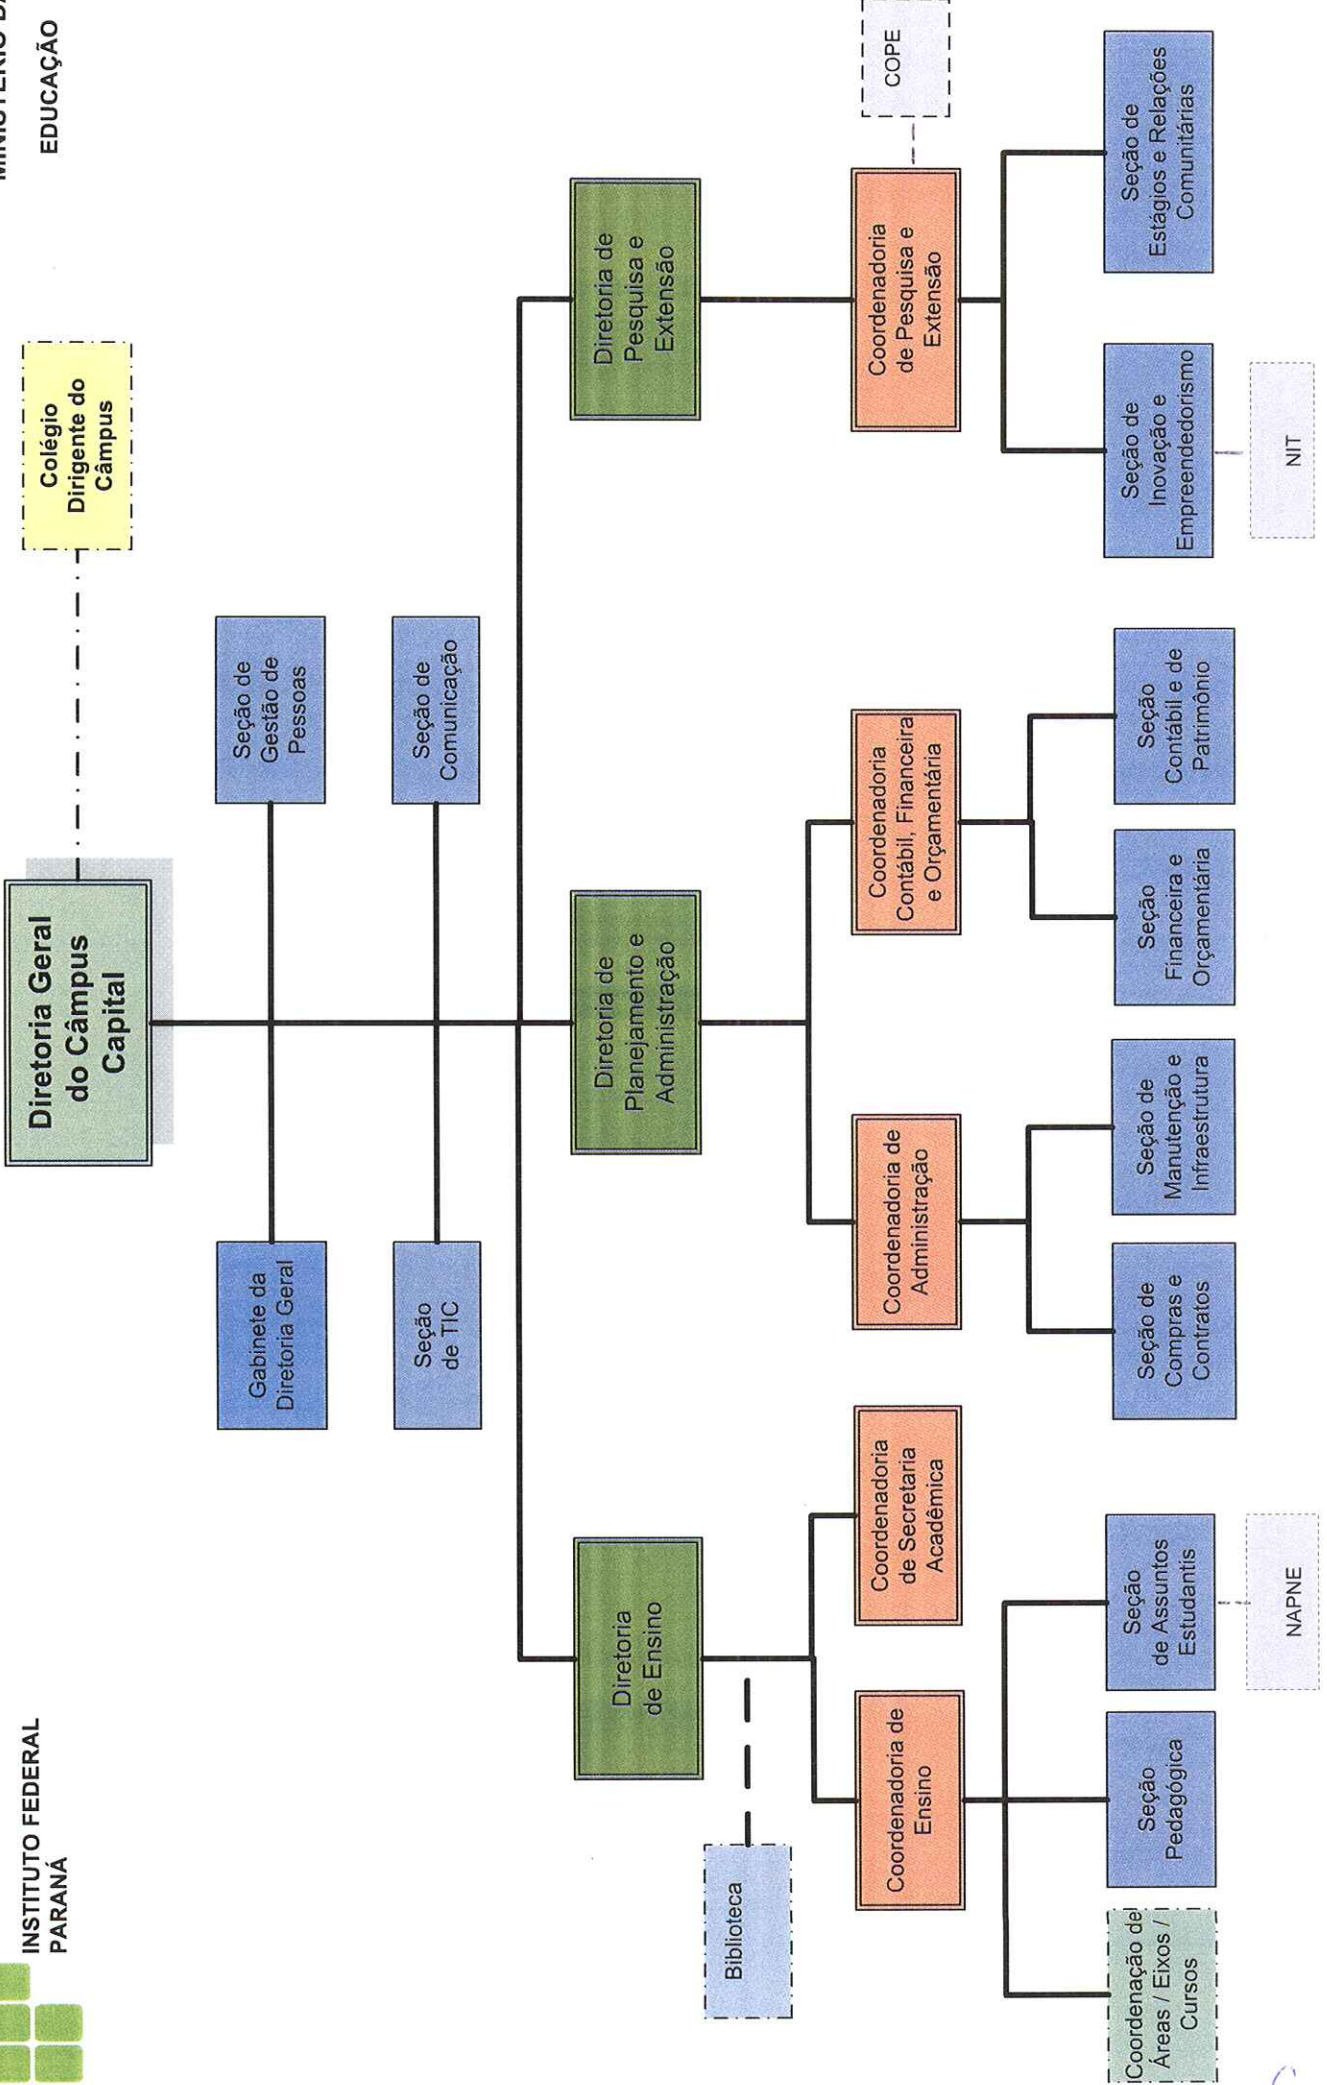 INSTITUTO FEDERAL
PARANÁ
EDUCAÇÃO
Diretoria Geral
do Câmpus
Capital
Colégio
Dirigente do
Câmpus
Gabinete da
Diretoria Geral
Seção de
Gestão de
Pessoas
Seção
de TIC
Seção de
Comunicação
Diretoria
de Ensino
Diretoria de
Planejamento e
Administração
Diretoria de
Pesquisa e
Extensão
Biblioteca
Coordenadoria de
Ensino
Coordenadoria
de Secretaria
Acadêmica
Coordenadoria de
Administração
Coordenadoria
Contábil, Financeira
e Orçamentária
Coordenadoria
de Pesquisa e
Extensão
COPE
Coordenação de
Áreas / Eixos /
Cursos
Seção
Pedagógica
Seção
de Assuntos
Estudantis
Seção de
Compras e
Contratos
Seção de
Manutenção e
Infraestrutura
Seção
Financeira e
Orçamentária
Seção
Contábil e de
Patrimônio
Seção de
Inovação e
Empreendedorismo
Seção de
Estágios e Relações
Comunitárias
NAPNE
NIT